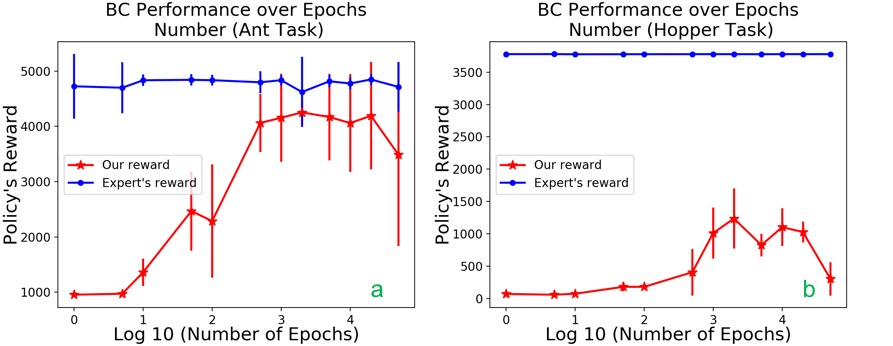 BC Performance over Epochs
Number (Ant Task)
5000
4000
3000
2000
1000
Policy's Reward
Our reward
Expert's reward
a
0 1 2 3 4
Log 10 (Number of Epochs)
BC Performance over Epochs
Number (Hopper Task)
3500
3000
2500
2000
1500
1000
500
0
Policy's Reward
Our reward
Expert's reward
b
0 1 2 3 4
Log 10 (Number of Epochs)